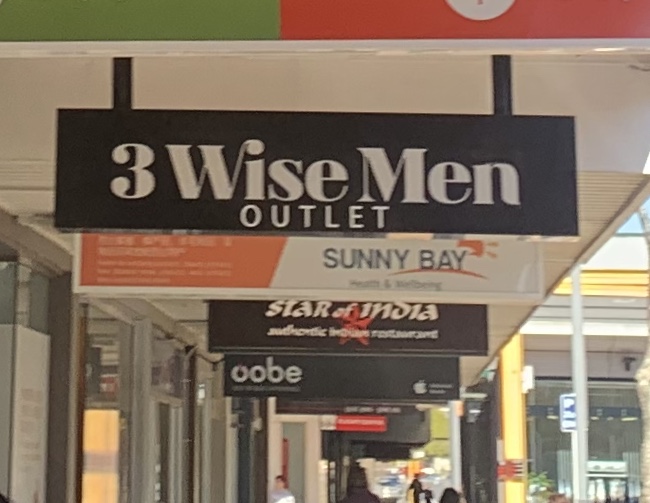 3 Wise Men
OUTLET
SUNNY BAY
Health & Wellbeing
STAR of INDIA
authentic indian restaurant
oobe